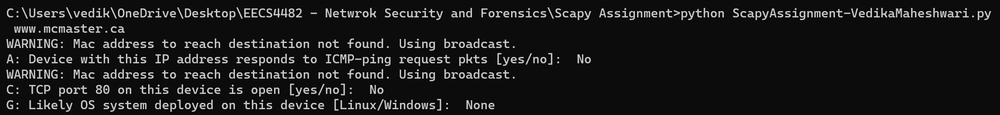 C:\Users\vedik\OneDrive\Desktop\EECS4482 - Netwrok Security and Forensics\Scapy Assignment>python ScapyAssignment-VedikaMaheshwari.py
www.mcmaster.ca
WARNING: Mac address to reach destination not found. Using broadcast.
A: Device with this IP address responds to ICMP-ping request pkts [yes/no]:  No
WARNING: Mac address to reach destination not found. Using broadcast.
C: TCP port 80 on this device is open [yes/no]:  No
G: Likely OS system deployed on this device [Linux/Windows]:  None